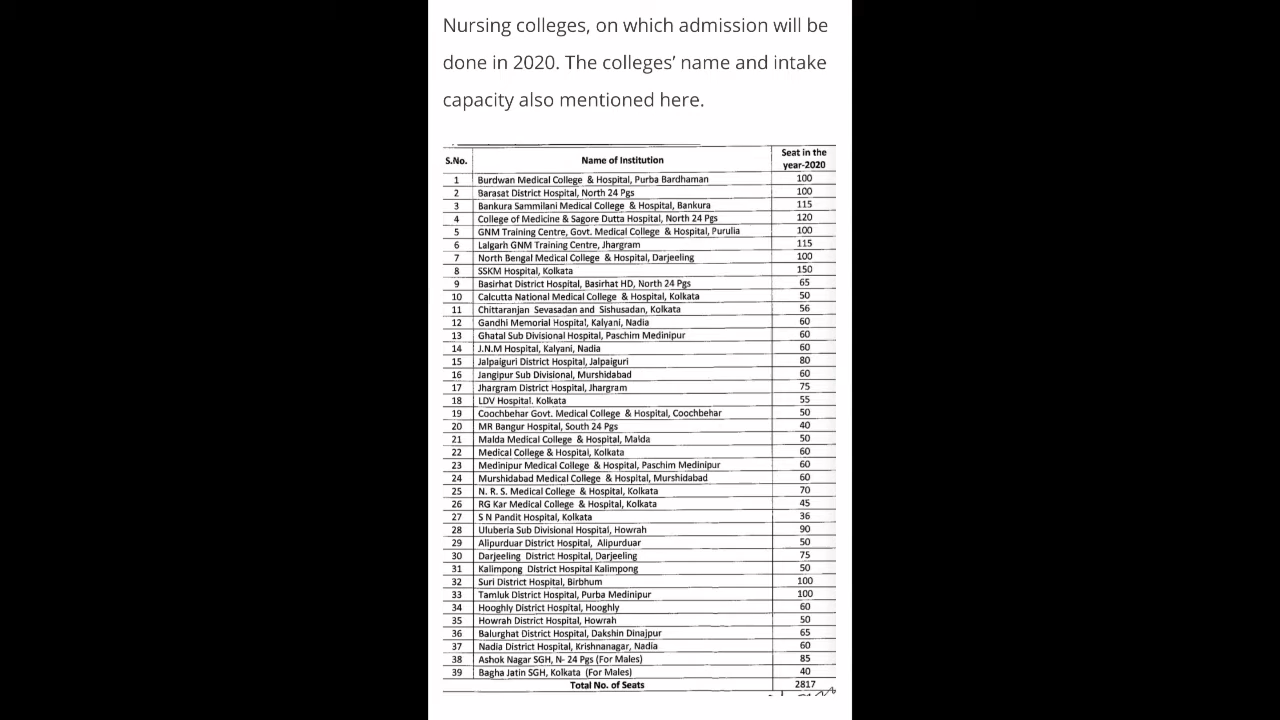 Nursing colleges, on which admission will be
done in 2020. The colleges’ name and intake
capacity also mentioned here.
S.No. Name of Institution Seat in the year-2020
1 Burdwan Medical College & Hospital, Purba Bardhaman 100
2 Barasat District Hospital, North 24 Pgs 100
3 Bankura Sammilani Medical College & Hospital, Bankura 115
4 College of Medicine & Sagore Dutta Hospital, North 24 Pgs 120
5 GNM Training Centre, Govt. Medical College & Hospital, Purulia 100
6 Lalgarh GNM Training Centre, Jhargram 115
7 North Bengal Medical College & Hospital, Darjeeling 100
8 SSKM Hospital, Kolkata 150
9 Basirhat District Hospital, Basirhat HD, North 24 Pgs 65
10 Calcutta National Medical College & Hospital, Kolkata 50
11 Chittaranjan Sevasadan and Sishusadan, Kolkata 56
12 Gandhi Memorial Hospital, Kalyani, Nadia 60
13 Ghatal Sub Divisional Hospital, Paschim Medinipur 60
14 J.N.M Hospital, Kalyani, Nadia 60
15 Jalpaiguri District Hospital, Jalpaiguri 80
16 Jangipur Sub Divisional, Murshidabad 60
17 Jhargram District Hospital, Jhargram 75
18 LDV Hospital. Kolkata 55
19 Coochbehar Govt. Medical College & Hospital, Coochbehar 50
20 MR Bangur Hospital, South 24 Pgs 40
21 Malda Medical College & Hospital, Malda 50
22 Medical College & Hospital, Kolkata 60
23 Medinipur Medical College & Hospital, Paschim Medinipur 60
24 Murshidabad Medical College & Hospital, Murshidabad 60
25 N. R. S. Medical College & Hospital, Kolkata 70
26 RG Kar Medical College & Hospital, Kolkata 45
27 S N Pandit Hospital, Kolkata 36
28 Uluberia Sub Divisional Hospital, Howrah 90
29 Alipurduar District Hospital, Alipurduar 50
30 Darjeeling District Hospital, Darjeeling 75
31 Kalimpong District Hospital Kalimpong 50
32 Suri District Hospital, Birbhum 100
33 Tamluk District Hospital, Purba Medinipur 100
34 Hooghly District Hospital, Hooghly 60
35 Howrah District Hospital, Howrah 50
36 Balurghat District Hospital, Dakshin Dinajpur 65
37 Nadia District Hospital, Krishnanagar, Nadia 60
38 Ashok Nagar SGH, N- 24 Pgs (For Males) 85
39 Bagha Jatin SGH, Kolkata (For Males) 40
Total No. of Seats 2817